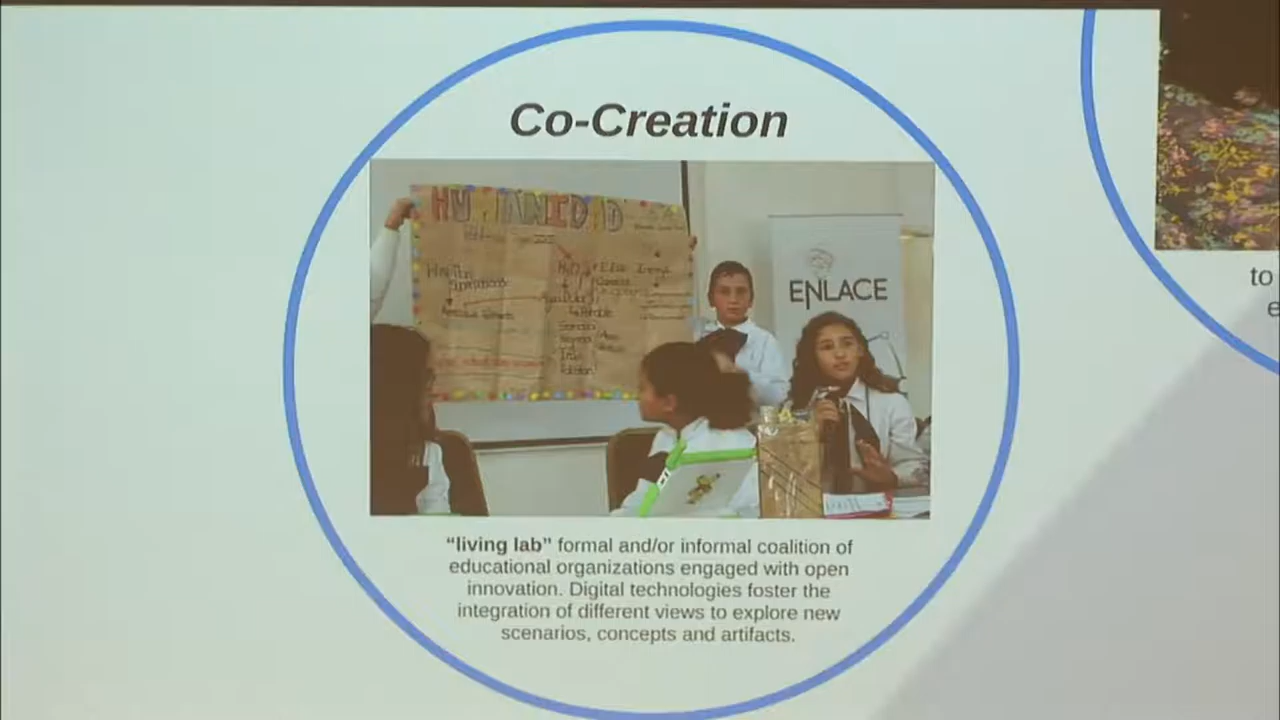 Co-Creation
HUMANIDAD
ENLACE
“living lab” formal and/or informal coalition of
educational organizations engaged with open
innovation. Digital technologies foster the
integration of different views to explore new
scenarios, concepts and artifacts.
to
e